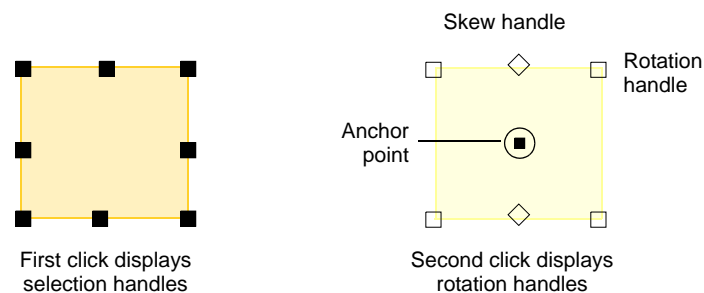 Skew handle
Rotation
handle
Anchor
point
First click displays
selection handles
Second click displays
rotation handles